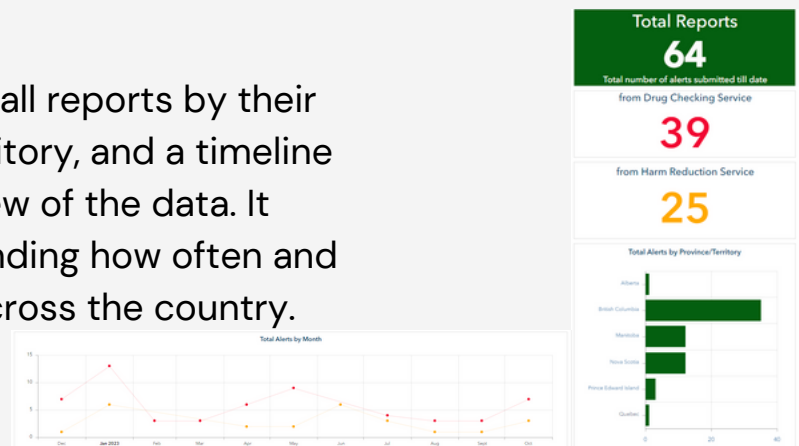 all reports by their
itory, and a timeline
ew of the data. It
nding how often and
cross the country.
Total Reports
64
Total number of alerts submitted till date
from Drug Checking Service
39
from Harm Reduction Service
25
Total Alerts by Province/Territory
Alberta
British Columbia
Manitoba
Nova Scotia
Prince Edward Island
Quebec
0 20 40
Total Alerts by Month
15
10
5
0
Dec Jan 2023 Feb Mar Apr May Jun Jul Aug Sept Oct